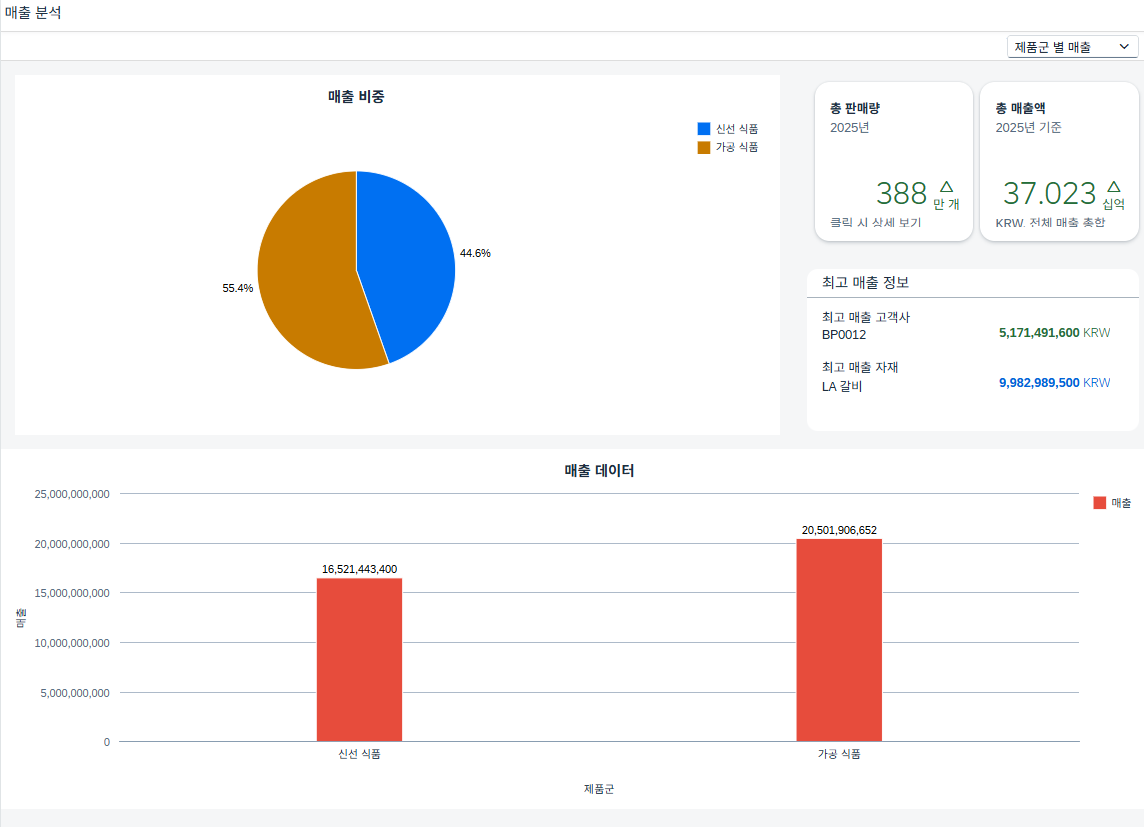 매출 분석
제품군 별 매출
매출 비중
신선 식품
가공 식품
44.6%
55.4%
총 판매량
2025년
388
만 개
클릭 시 상세 보기
총 매출액
2025년 기준
37.023
십억
KRW, 전체 매출 총합
최고 매출 정보
최고 매출 고객사
BP0012
5,171,491,600 KRW
최고 매출 자재
LA 갈비
9,982,989,500 KRW
매출 데이터
매출
25,000,000,000
20,000,000,000
15,000,000,000
10,000,000,000
5,000,000,000
0
매출
16,521,443,400
20,501,906,652
신선 식품
가공 식품
제품군